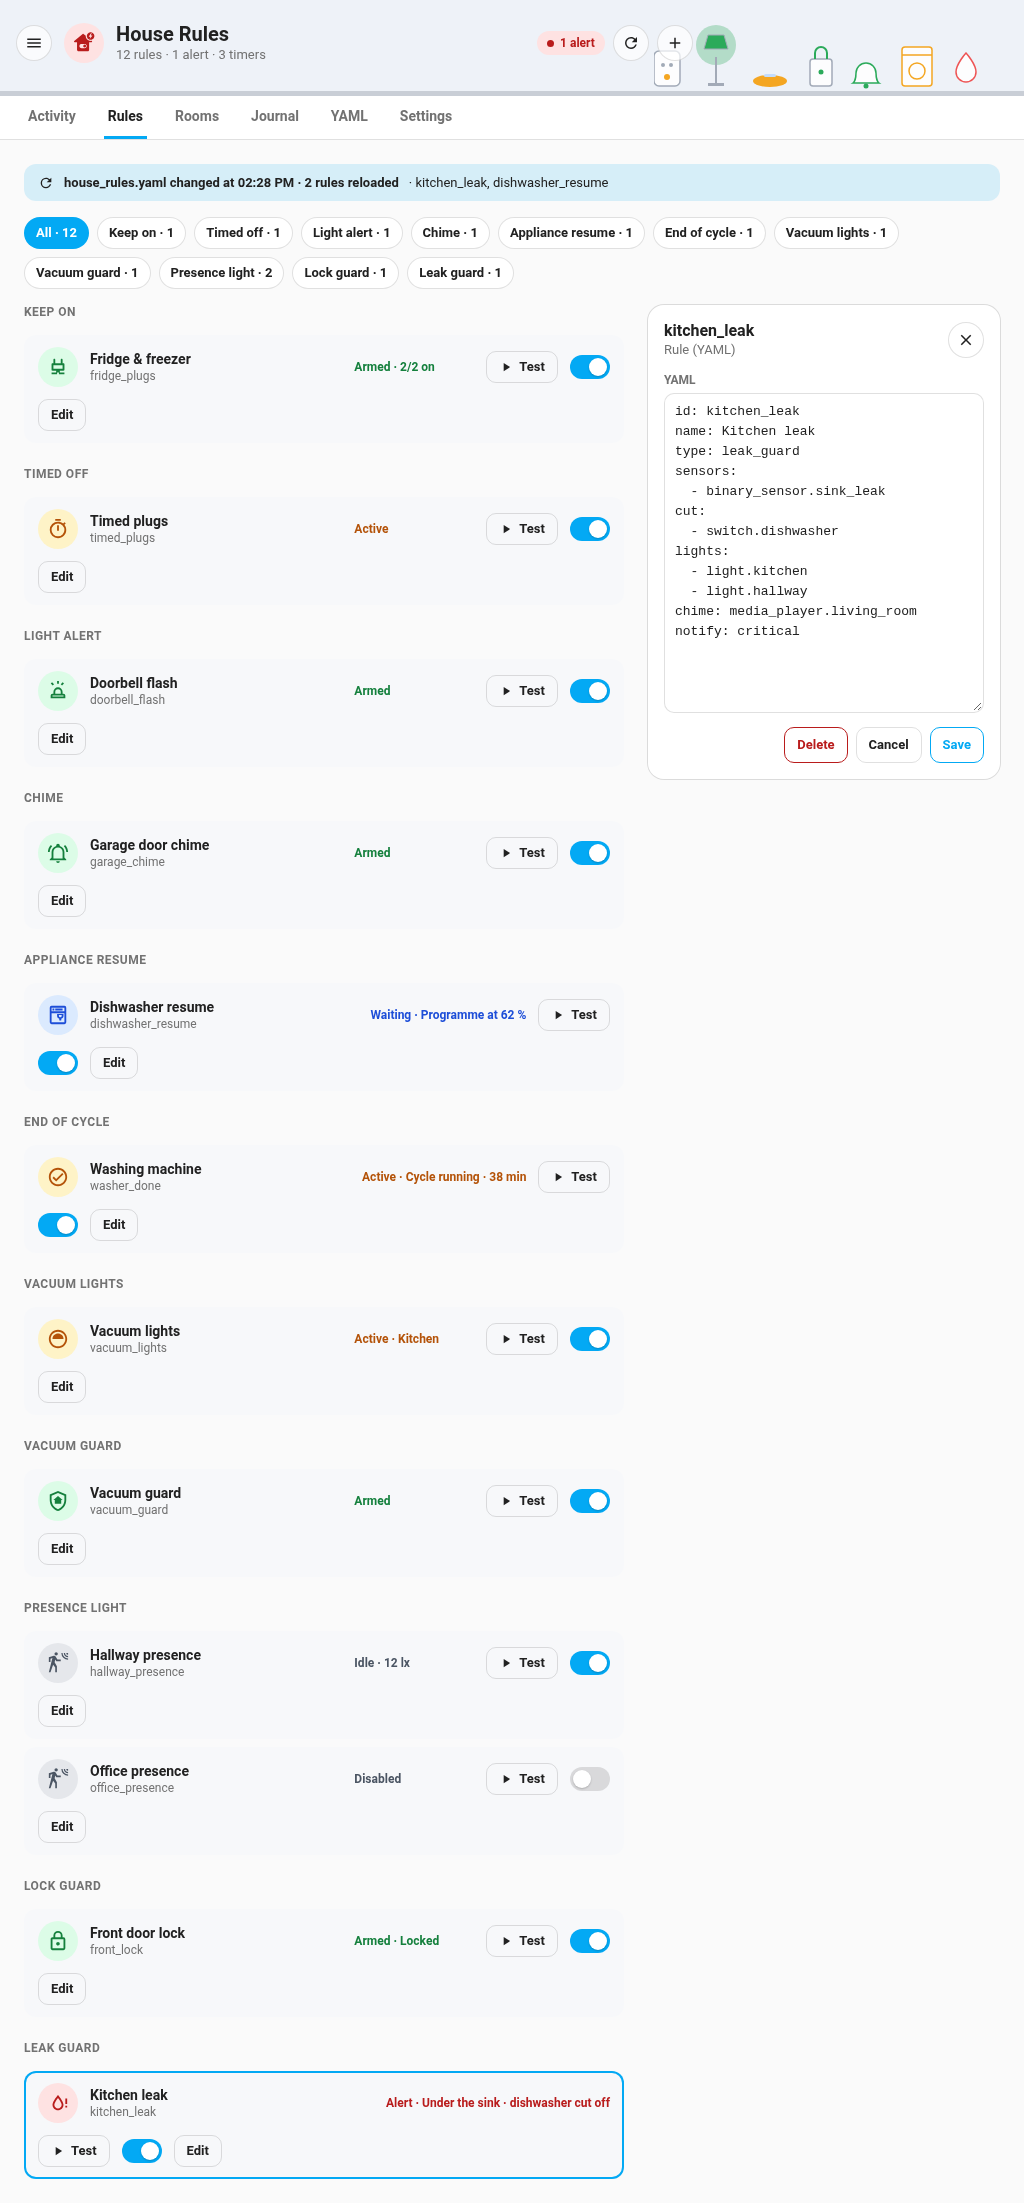 House Rules
12 rules · 1 alert · 3 timers
1 alert
Activity
Rules
Rooms
Journal
YAML
Settings
house_rules.yaml changed at 02:28 PM · 2 rules reloaded · kitchen_leak, dishwasher_resume
All · 12
Keep on · 1
Timed off · 1
Light alert · 1
Chime · 1
Appliance resume · 1
End of cycle · 1
Vacuum lights · 1
Vacuum guard · 1
Presence light · 2
Lock guard · 1
Leak guard · 1
KEEP ON
Fridge & freezer
fridge_plugs
Armed · 2/2 on
Test
Edit
TIMED OFF
Timed plugs
timed_plugs
Active
Test
Edit
LIGHT ALERT
Doorbell flash
doorbell_flash
Armed
Test
Edit
CHIME
Garage door chime
garage_chime
Armed
Test
Edit
APPLIANCE RESUME
Dishwasher resume
dishwasher_resume
Waiting · Programme at 62 %
Test
Edit
END OF CYCLE
Washing machine
washer_done
Active · Cycle running · 38 min
Test
Edit
VACUUM LIGHTS
Vacuum lights
vacuum_lights
Active · Kitchen
Test
Edit
VACUUM GUARD
Vacuum guard
vacuum_guard
Armed
Test
Edit
PRESENCE LIGHT
Hallway presence
hallway_presence
Idle · 12 lx
Test
Edit
Office presence
office_presence
Disabled
Test
Edit
LOCK GUARD
Front door lock
front_lock
Armed · Locked
Test
Edit
LEAK GUARD
Kitchen leak
kitchen_leak
Alert · Under the sink · dishwasher cut off
Test
Edit
kitchen_leak
Rule (YAML)
YAML
id: kitchen_leak
name: Kitchen leak
type: leak_guard
sensors:
  - binary_sensor.sink_leak
cut:
  - switch.dishwasher
lights:
  - light.kitchen
  - light.hallway
chime: media_player.living_room
notify: critical
Delete
Cancel
Save